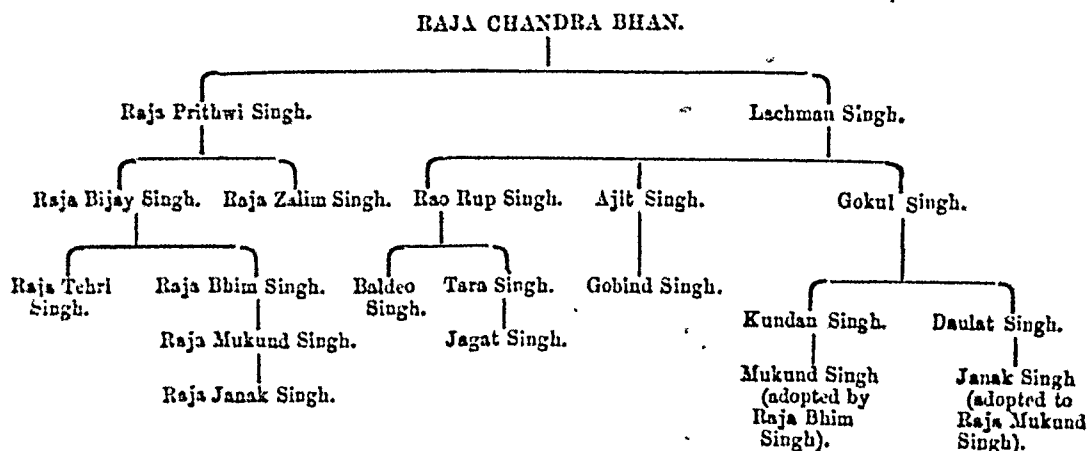 RAJA CHANDRA BHAN.
Raja Prithwi Singh. Lachman Singh.
Raja Bijay Singh. Raja Zalim Singh. Rao Rup Singh. Ajit Singh. Gokul Singh.
Raja Tehri Singh. Raja Bhim Singh. Baldeo Singh. Tara Singh. Gobind Singh.
Kundan Singh. Daulat Singh.
Raja Mukund Singh. Jagat Singh.
Raja Janak Singh.
Mukund Singh
(adopted by
Raja Bhim
Singh).
Janak Singh
(adopted to
Raja Mukund
Singh).